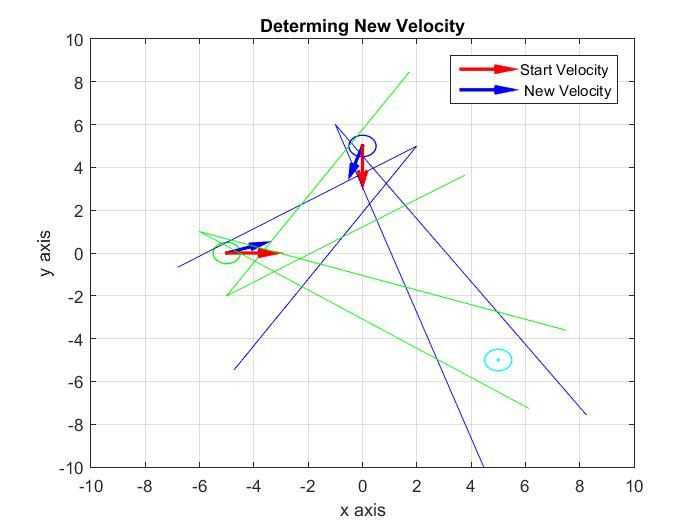 Determing New Velocity
Start Velocity
New Velocity
10
8
6
4
2
0
-2
-4
-6
-8
-10
y axis
-10 -8 -6 -4 -2 0 2 4 6 8 10
x axis